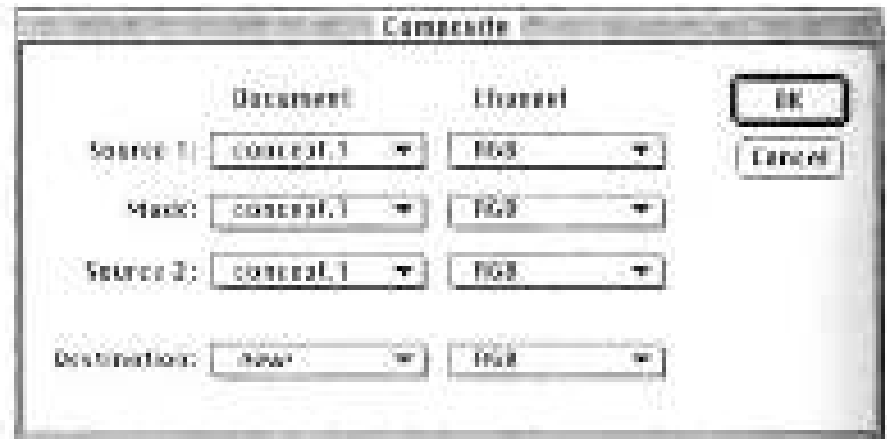 Composite
Document Channel OK
Source 1: conceal.1 RGB Cancel
Mask: conceal.1 RGB
Source 2: conceal.1 RGB
Destination: RGB